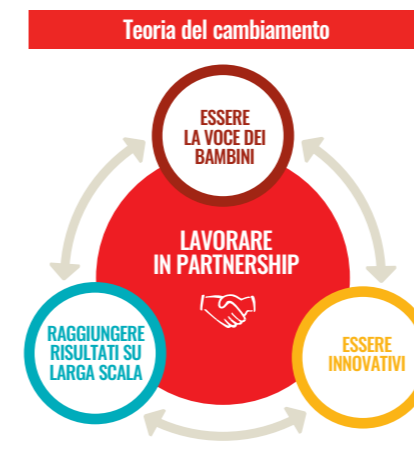 Teoria del cambiamento
ESSERE
LA VOCE DEI
BAMBINI
LAVORARE
IN PARTNERSHIP
RAGGIUNGERE
RISULTATI SU
LARGA SCALA
ESSERE
INNOVATIVI